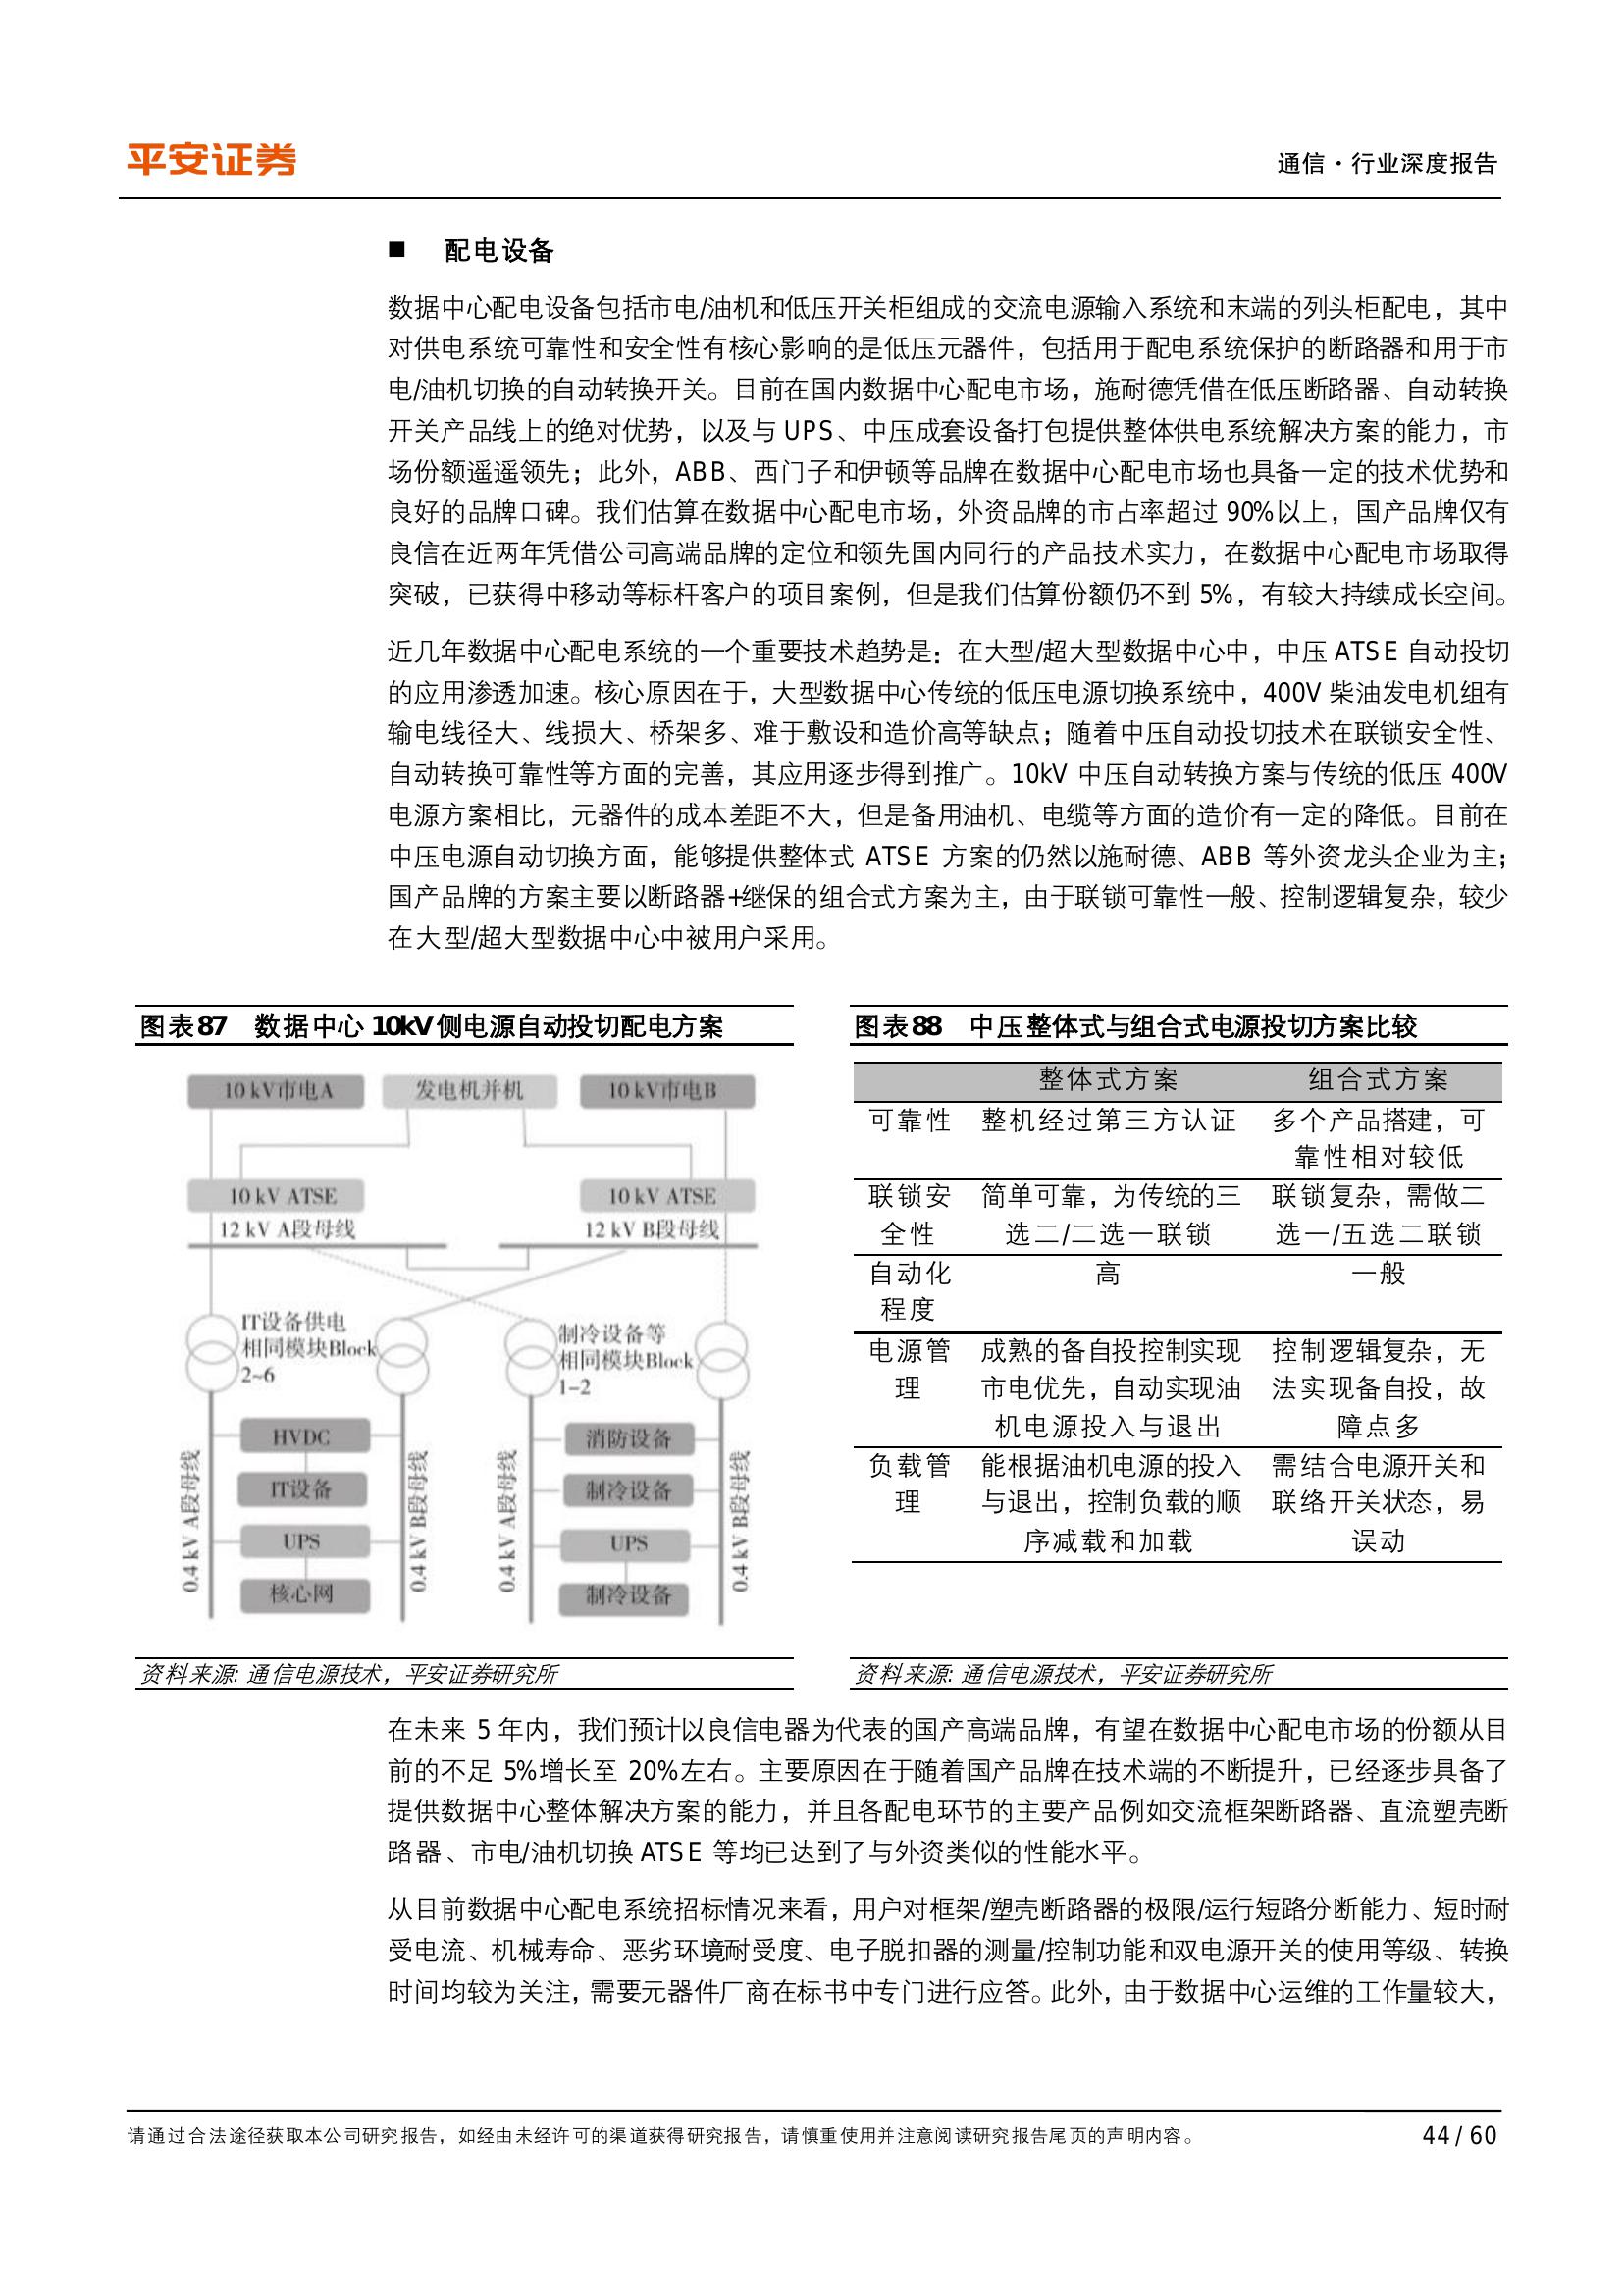 平安证券
通信·行业深度报告
■ 配电设备
数据中心配电设备包括市电/油机和低压开关柜组成的交流电源输入系统和末端的列头柜配电，其中
对供电系统可靠性和安全性有核心影响的是低压元器件，包括用于配电系统保护的断路器和用于市
电/油机切换的自动转换开关。目前在国内数据中心配电市场，施耐德凭借在低压断路器、自动转换
开关产品线上的绝对优势，以及与 UPS、中压成套设备打包提供整体供电系统解决方案的能力，市
场份额遥遥领先；此外，ABB、西门子和伊顿等品牌在数据中心配电市场也具备一定的技术优势和
良好的品牌口碑。我们估算在数据中心配电市场，外资品牌的市占率超过 90%以上，国产品牌仅有
良信在近两年凭借公司高端品牌的定位和领先国内同行的产品技术实力，在数据中心配电市场取得
突破，已获得中移动等标杆客户的项目案例，但是我们估算份额仍不到 5%，有较大持续成长空间。
近几年数据中心配电系统的一个重要技术趋势是：在大型/超大型数据中心中，中压 ATSE 自动投切
的应用渗透加速。核心原因在于，大型数据中心传统的低压电源切换系统中，400V 柴油发电机组有
输电线径大、线损大、桥架多、难于敷设和造价高等缺点；随着中压自动投切技术在联锁安全性、
自动转换可靠性等方面的完善，其应用逐步得到推广。10kV 中压自动转换方案与传统的低压 400V
电源方案相比，元器件的成本差距不大，但是备用油机、电缆等方面的造价有一定的降低。目前在
中压电源自动切换方面，能够提供整体式 ATSE 方案的仍然以施耐德、ABB 等外资龙头企业为主；
国产品牌的方案主要以断路器+继保的组合式方案为主，由于联锁可靠性一般、控制逻辑复杂，较少
在大型/超大型数据中心中被用户采用。
图表87 数据中心 10kV 侧电源自动投切配电方案
10 kV市电A
发电机并机
10 kV市电B
10 kV ATSE
10 kV ATSE
12 kV A段母线
12 kV B段母线
IT设备供电
相同模块Block
2~6
制冷设备等
相同模块Block
1-2
HVDC
IT设备
UPS
核心网
消防设备
制冷设备
UPS
制冷设备
0.4 kV A段母线
0.4 kV B段母线
0.4 kV A段母线
0.4 kV B段母线
资料来源: 通信电源技术，平安证券研究所
图表88 中压整体式与组合式电源投切方案比较
整体式方案 组合式方案
可靠性 整机经过第三方认证 多个产品搭建，可
靠性相对较低
联锁安 简单可靠，为传统的三 联锁复杂，需做二
全性 选二/二选一联锁 选一/五选二联锁
自动化 高 一般
程度
电源管 成熟的备自投控制实现 控制逻辑复杂，无
理 市电优先，自动实现油 法实现备自投，故
机电源投入与退出 障点多
负载管 能根据油机电源的投入 需结合电源开关和
理 与退出，控制负载的顺 联络开关状态，易
序减载和加载 误动
资料来源: 通信电源技术，平安证券研究所
在未来 5 年内，我们预计以良信电器为代表的国产高端品牌，有望在数据中心配电市场的份额从目
前的不足 5%增长至 20%左右。主要原因在于随着国产品牌在技术端的不断提升，已经逐步具备了
提供数据中心整体解决方案的能力，并且各配电环节的主要产品例如交流框架断路器、直流塑壳断
路器、市电/油机切换 ATSE 等均已达到了与外资类似的性能水平。
从目前数据中心配电系统招标情况来看，用户对框架/塑壳断路器的极限/运行短路分断能力、短时耐
受电流、机械寿命、恶劣环境耐受度、电子脱扣器的测量/控制功能和双电源开关的使用等级、转换
时间均较为关注，需要元器件厂商在标书中专门进行应答。此外，由于数据中心运维的工作量较大，
请通过合法途径获取本公司研究报告，如经由未经许可的渠道获得研究报告，请慎重使用并注意阅读研究报告尾页的声明内容。
44 / 60